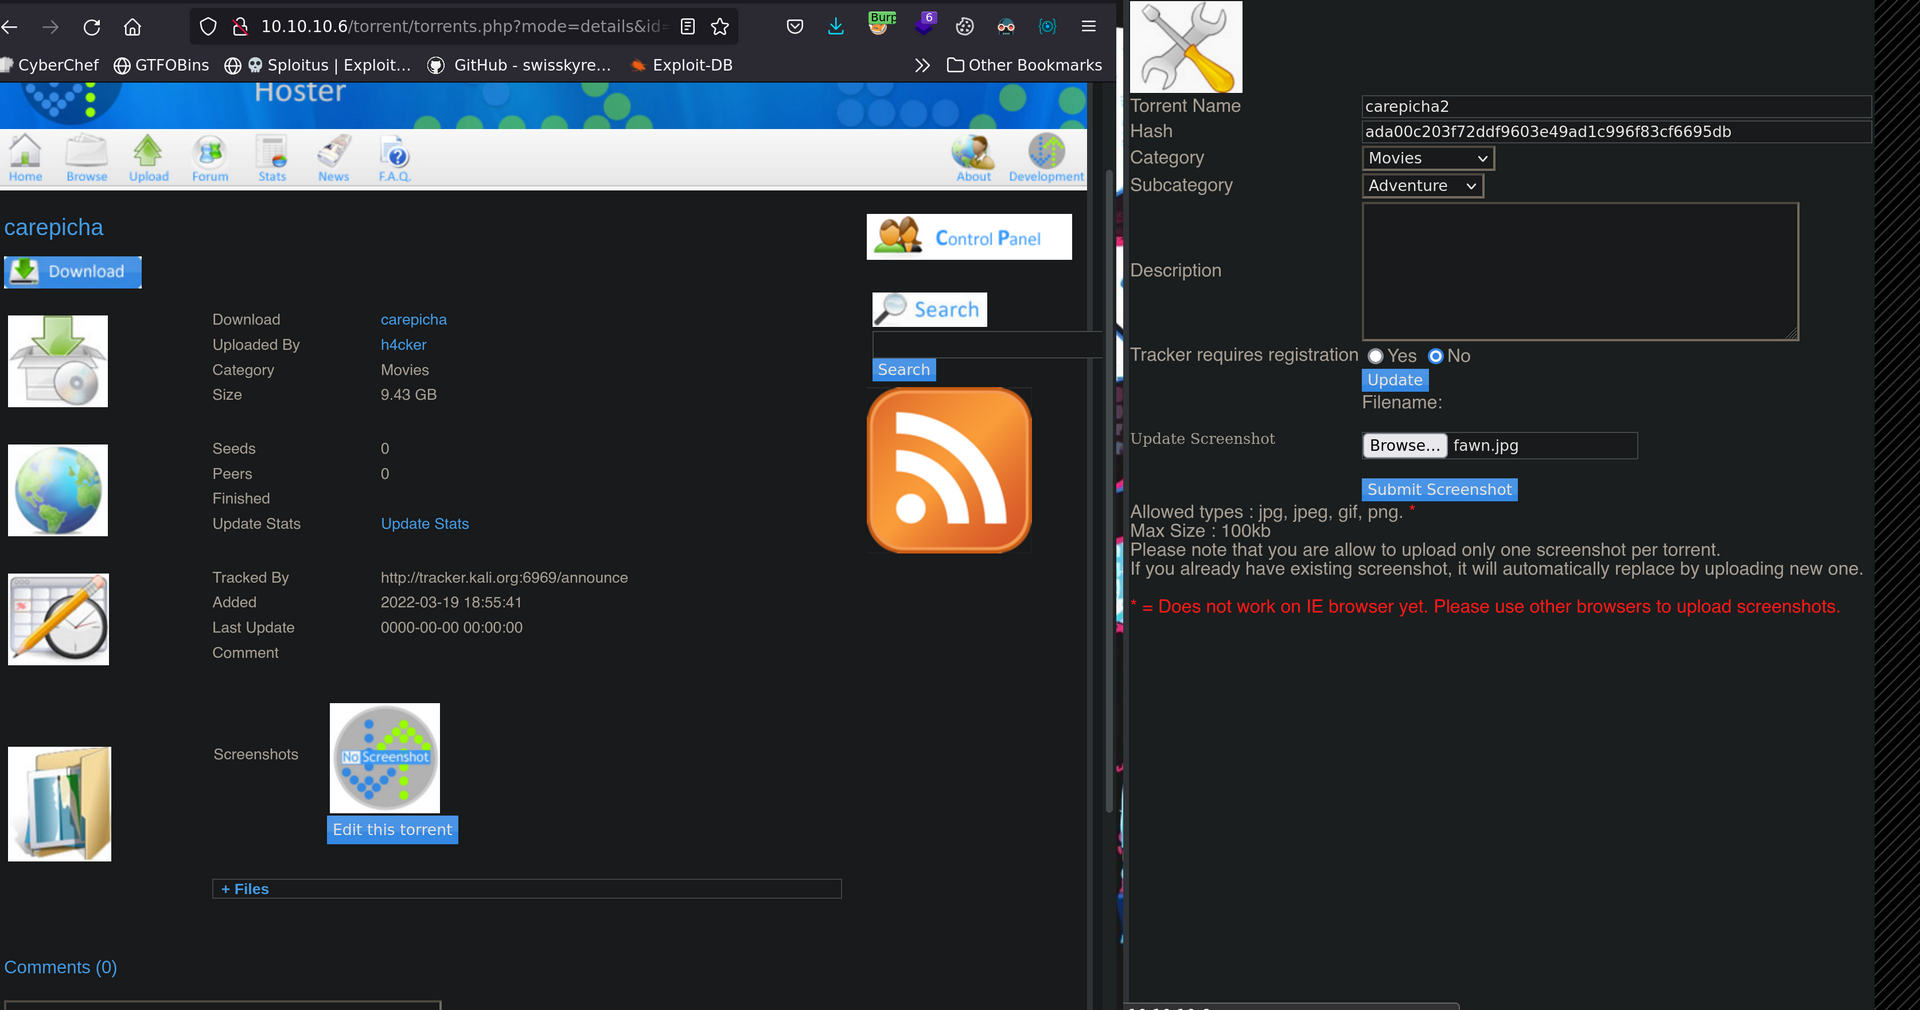 10.10.10.6/torrent/torrents.php?mode=details&id=
Burp
6
CyberChef
GTFOBins
Sploitus | Exploit...
GitHub - swisskyre...
Exploit-DB
Other Bookmarks
Hoster
Home
Browse
Upload
Forum
Stats
News
F.A.Q.
About
Development
carepicha
Download
Control Panel
Search
Search
Download carepicha
Uploaded By h4cker
Category Movies
Size 9.43 GB
Seeds 0
Peers 0
Finished
Update Stats Update Stats
Tracked By http://tracker.kali.org:6969/announce
Added 2022-03-19 18:55:41
Last Update 0000-00-00 00:00:00
Comment
Screenshots
No Screenshot
Edit this torrent
+ Files
Comments (0)
Torrent Name carepicha2
Hash ada00c203f72ddf9603e49ad1c996f83cf6695db
Category Movies
Subcategory Adventure
Description
Tracker requires registration Yes No
Update
Filename:
Update Screenshot Browse... fawn.jpg
Submit Screenshot
Allowed types : jpg, jpeg, gif, png. *
Max Size : 100kb
Please note that you are allow to upload only one screenshot per torrent.
If you already have existing screenshot, it will automatically replace by uploading new one.
* = Does not work on IE browser yet. Please use other browsers to upload screenshots.